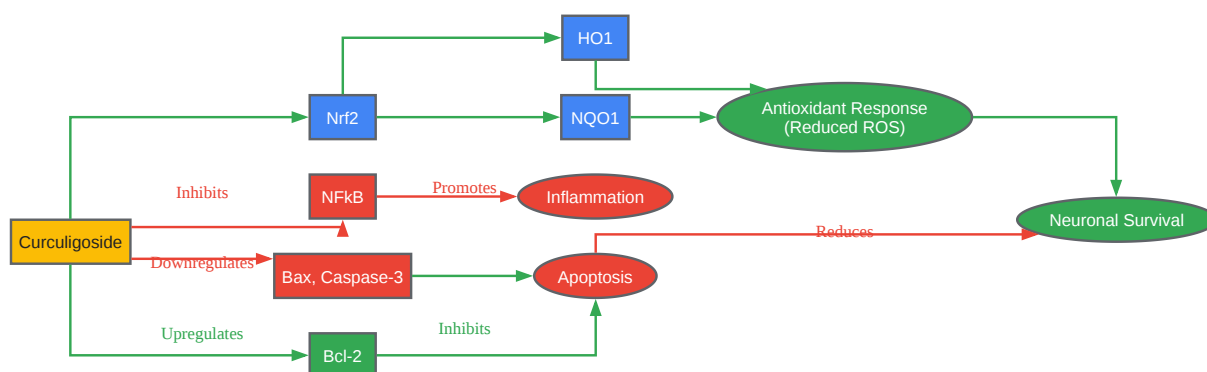 HO1
Nrf2
NQO1
Antioxidant Response
(Reduced ROS)
Inhibits
NFkB
Promotes
Inflammation
Curculigoside
Neuronal Survival
Reduces
Downregulates
Bax, Caspase-3
Apoptosis
Upregulates
Inhibits
Bcl-2